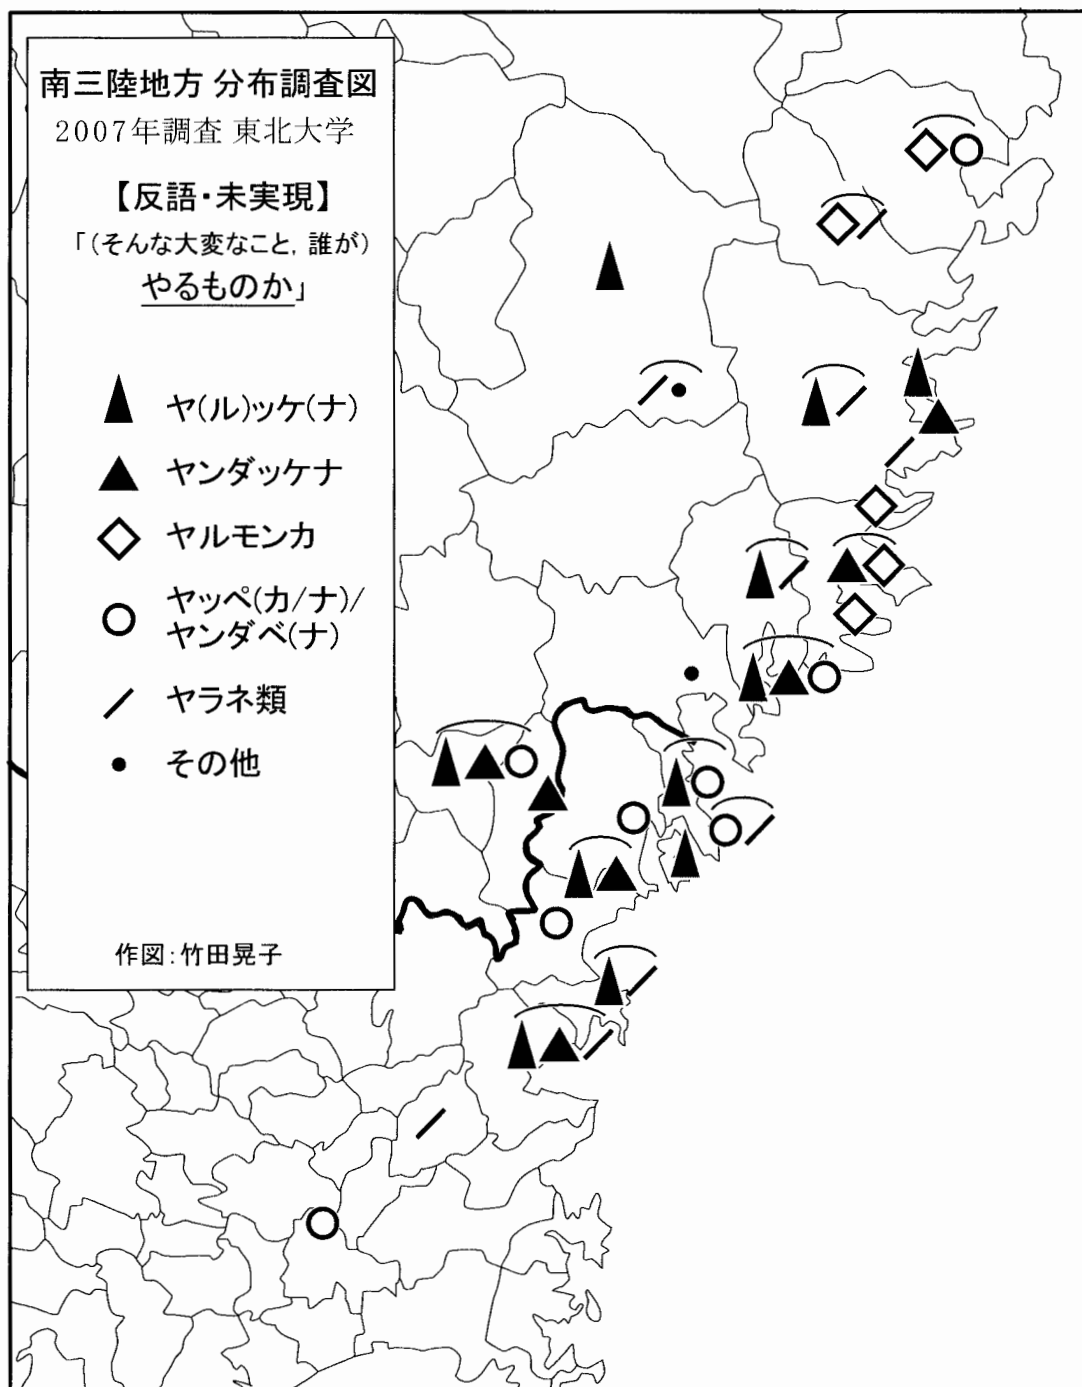 南三陸地方 分布調査図
2007年調査 東北大学
【反語・未実現】
「(そんな大変なこと, 誰が)
やるものか」
ヤ(ル)ッケ(ナ)
ヤンダッケナ
ヤルモンカ
ヤッペ(カ/ナ)/
ヤンダベ(ナ)
ヤラネ類
その他
作図:竹田晃子